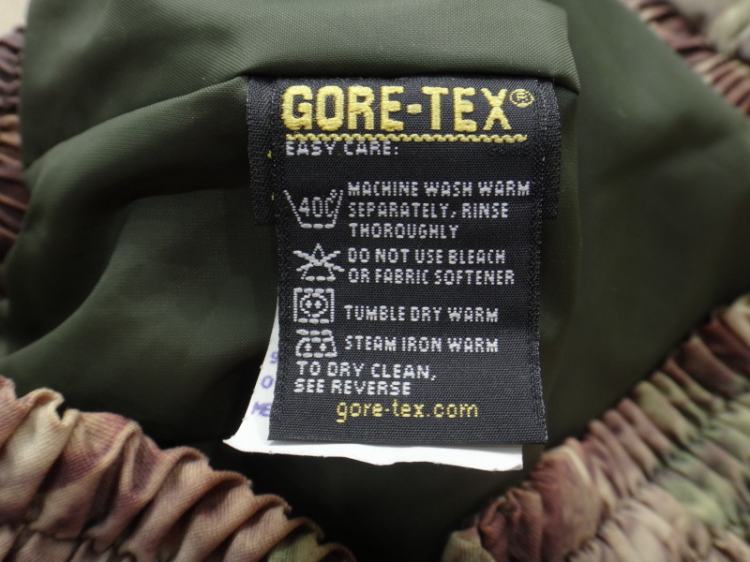 GORE-TEX®
EASY CARE:
40C
MACHINE WASH WARM
SEPARATELY, RINSE
THOROUGHLY
DO NOT USE BLEACH
OR FABRIC SOFTENER
TUMBLE DRY WARM
STEAM IRON WARM
TO DRY CLEAN,
SEE REVERSE
gore-tex.com